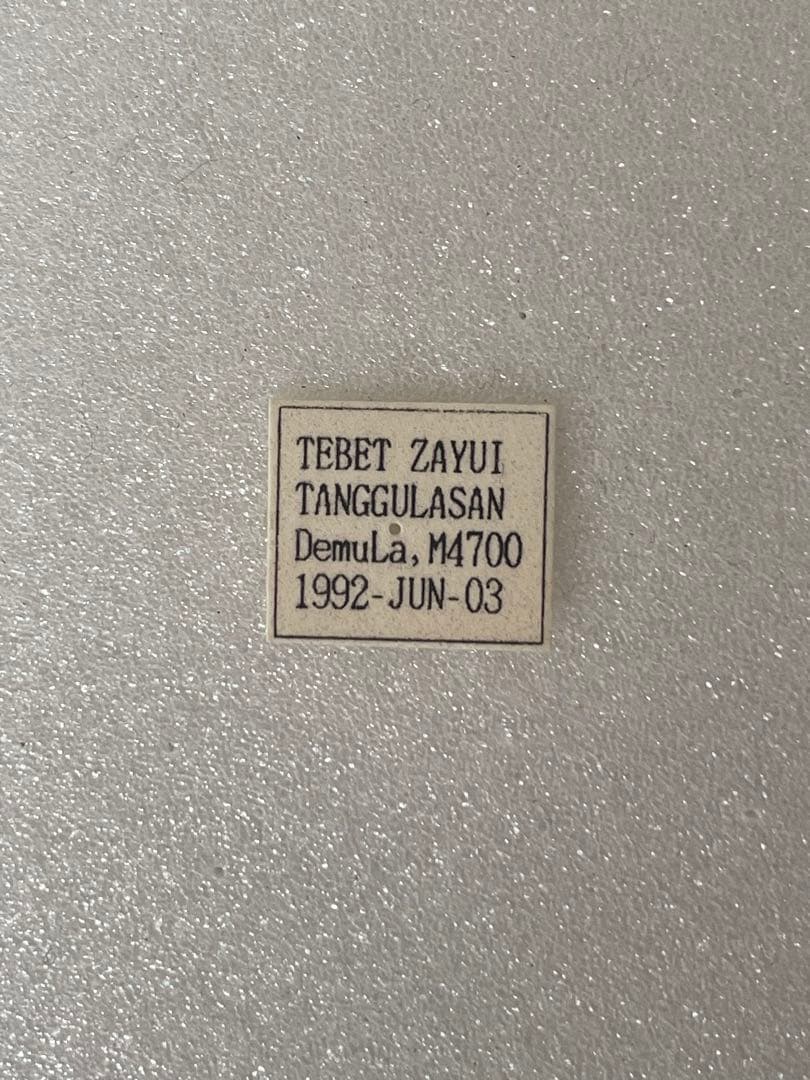 TEBET ZAYUI
TANGGULASAN
DemuLa, M4700
1992-JUN-03